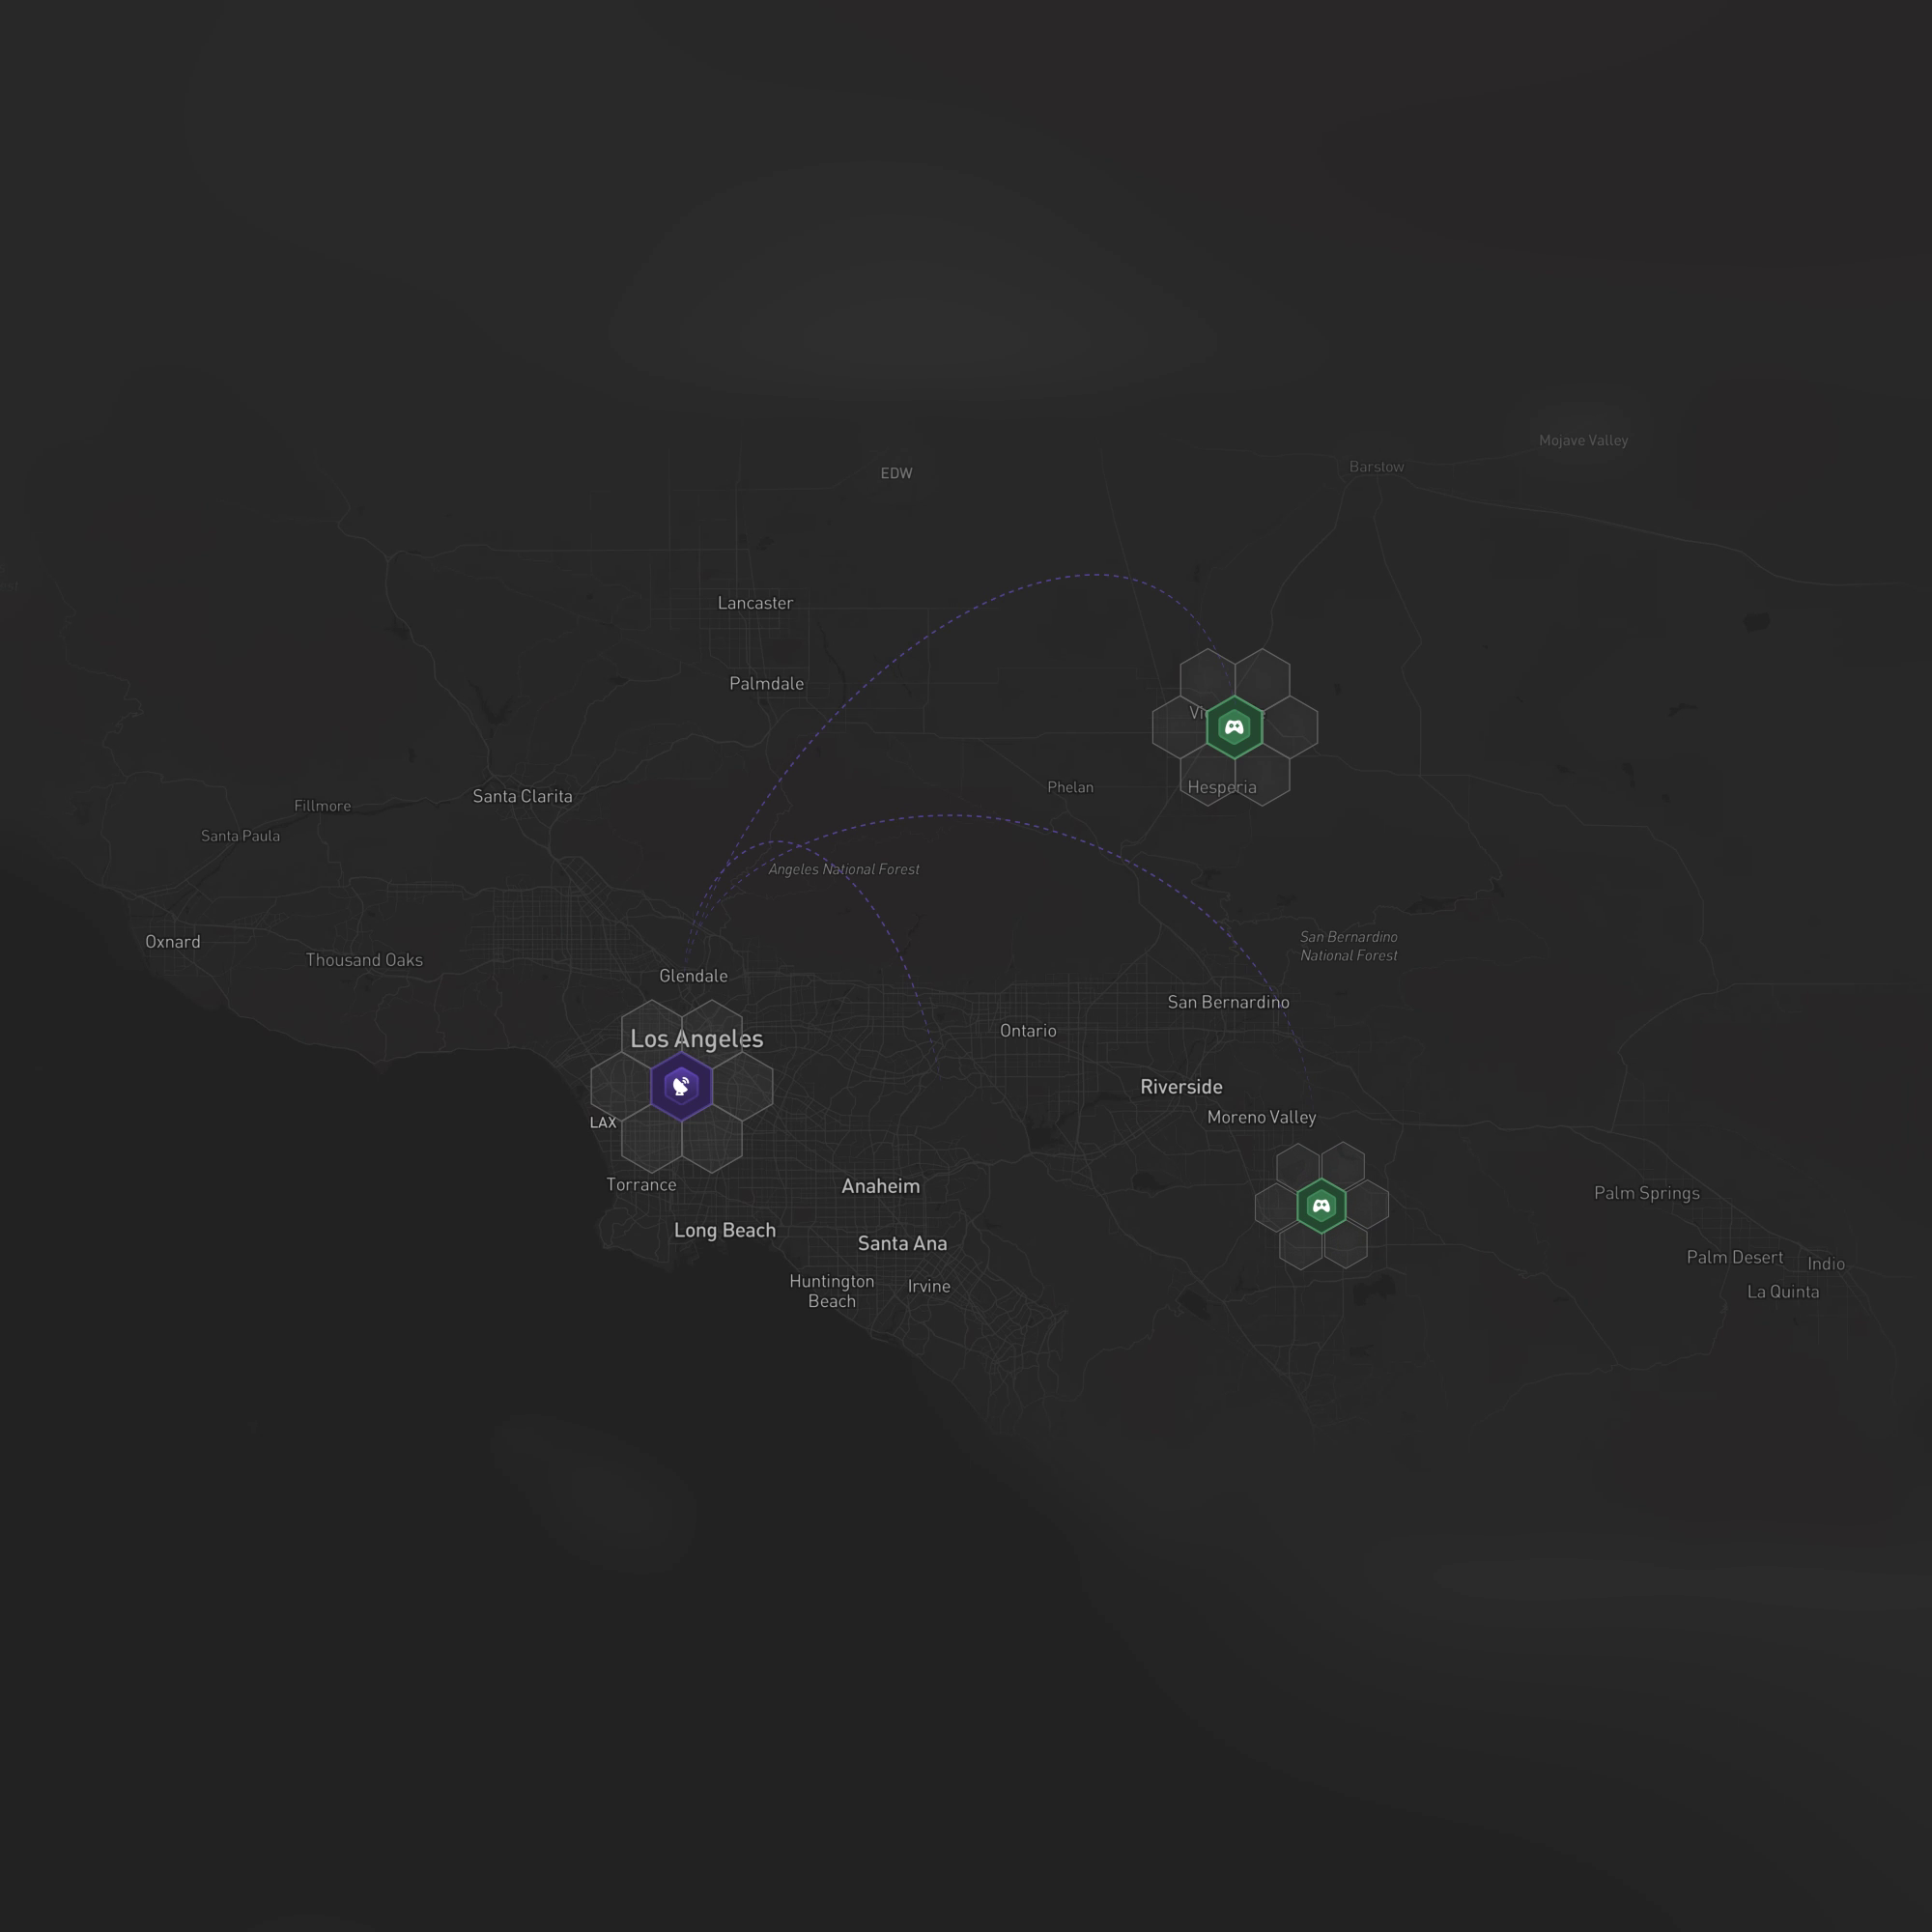 Mojave Valley
Barstow
EDW
Lancaster
Palmdale
Hesperia
Phelan
Santa Clarita
Fillmore
Santa Paula
Angeles National Forest
Oxnard
Thousand Oaks
San Bernardino
National Forest
Glendale
San Bernardino
Ontario
Los Angeles
Riverside
LAX
Moreno Valley
Torrance
Anaheim
Palm Springs
Long Beach
Santa Ana
Palm Desert
Indio
Huntington
Beach
Irvine
La Quinta